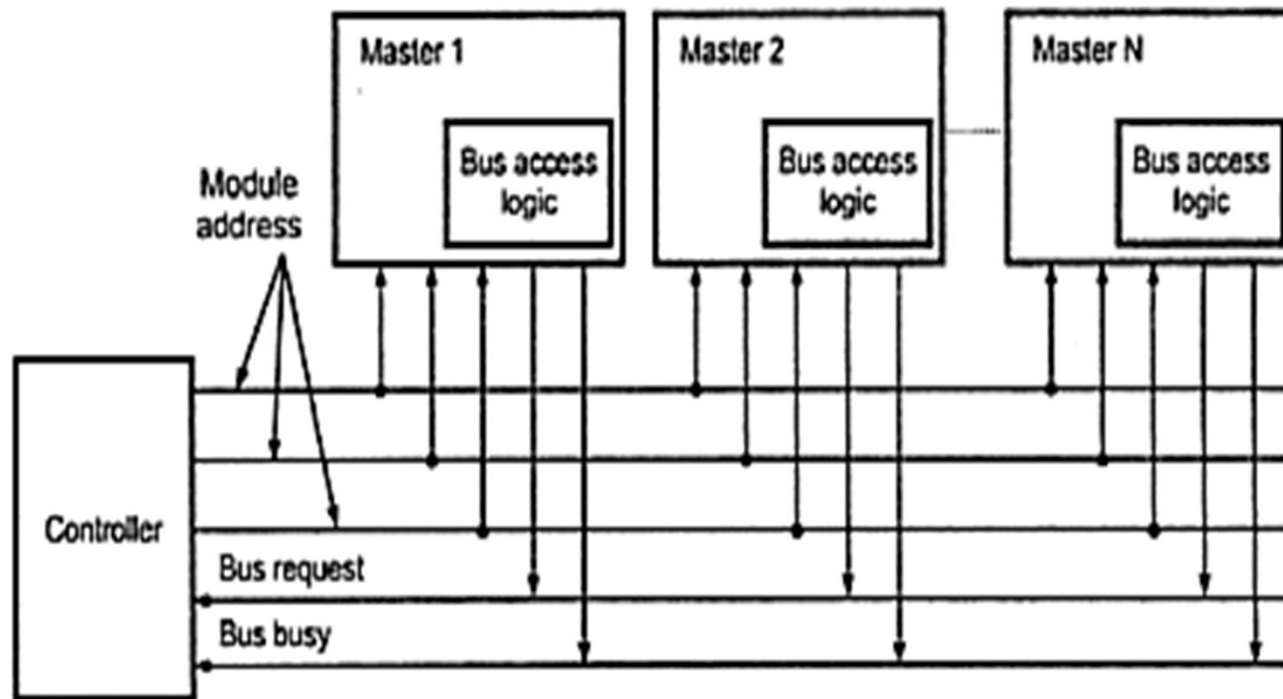 Master 1
Master 2
Master N
Bus access
logic
Bus access
logic
Bus access
logic
Module
address
Controller
Bus request
Bus busy